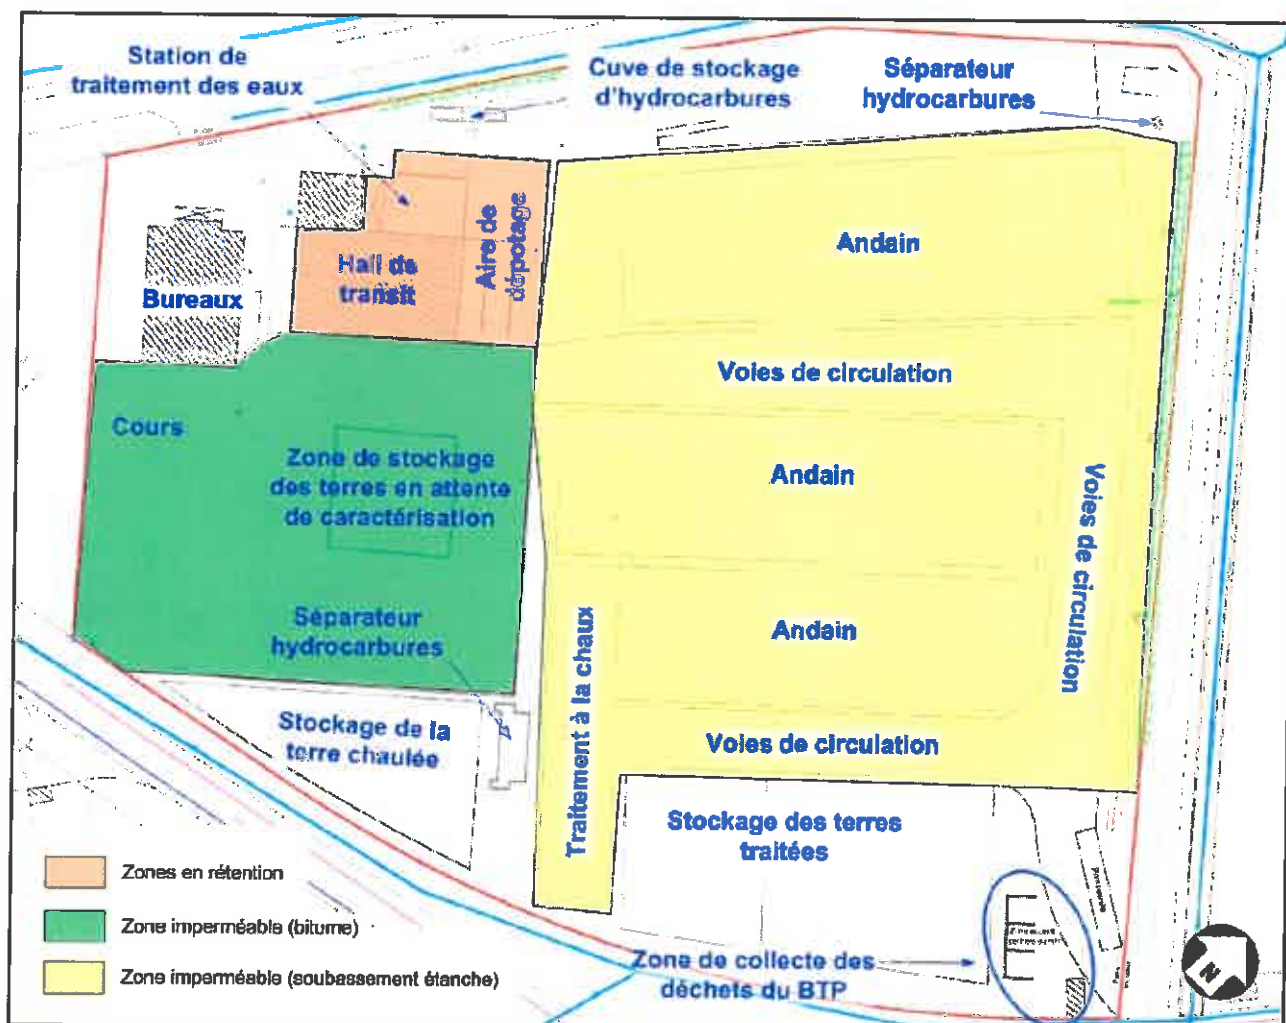 Station de
traitement des eaux
Cuve de stockage
d'hydrocarbures
Séparateur
hydrocarbures
Andain
Aire de
dépotage
Hall de
transit
Bureaux
Voies de circulation
Cours
Zone de stockage
des terres en attente
de caractérisation
Andain
Voies de circulation
Séparateur
hydrocarbures
Traitement à la chaux
Andain
Stockage de la
terre chaulée
Voies de circulation
Stockage des terres
traitées
Zones en rétention
Zone imperméable (bitume)
Zone imperméable (soubassement étanche)
Zone de collecte des
déchets du BTP
N